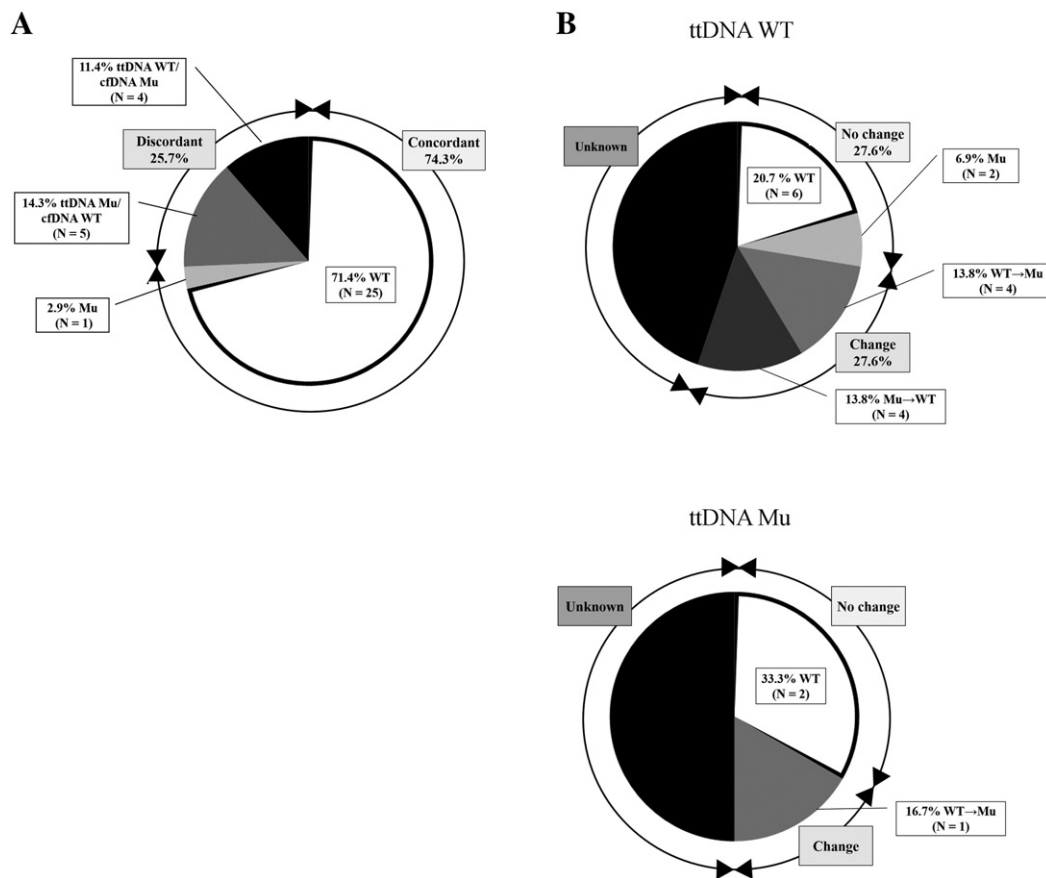 A
11.4% ttDNA WT/
cfDNA Mu
(N = 4)
Discordant
25.7%
Concordant
74.3%
14.3% ttDNA Mu/
cfDNA WT
(N = 5)
2.9% Mu
(N = 1)
71.4% WT
(N = 25)
B
ttDNA WT
Unknown
No change
27.6%
20.7 % WT
(N = 6)
6.9% Mu
(N = 2)
13.8% WT→Mu
(N = 4)
Change
27.6%
13.8% Mu→WT
(N = 4)
ttDNA Mu
Unknown
No change
33.3% WT
(N = 2)
16.7% WT→Mu
(N = 1)
Change